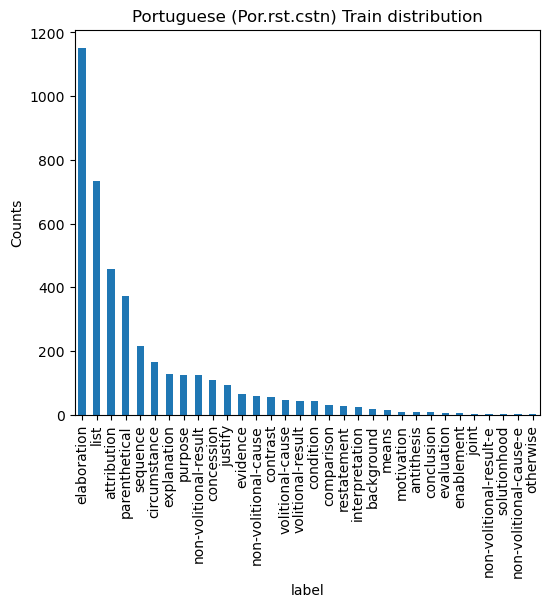 Portuguese (Por.rst.cstn) Train distribution
1200
1000
800
600
400
200
0
Counts
elaboration
list
attribution
parenthetical
sequence
circumstance
explanation
purpose
non-volitional-result
concession
justify
evidence
non-volitional-cause
contrast
volitional-cause
volitional-result
condition
comparison
restatement
interpretation
background
means
motivation
antithesis
conclusion
evaluation
enablement
joint
non-volitional-result-e
solutionhood
non-volitional-cause-e
otherwise
label